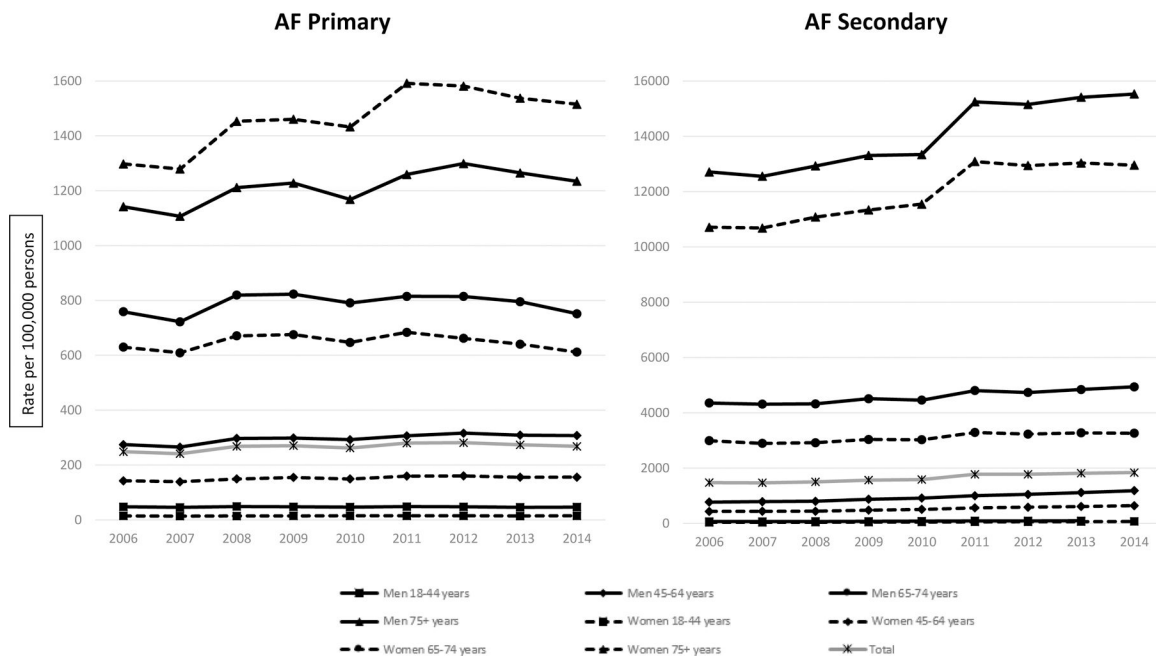 AF Primary
AF Secondary
Rate per 100,000 persons
1600
1400
1200
1000
800
600
400
200
0
2006 2007 2008 2009 2010 2011 2012 2013 2014
16000
14000
12000
10000
8000
6000
4000
2000
0
2006 2007 2008 2009 2010 2011 2012 2013 2014
Men 18-44 years Men 45-64 years Men 65-74 years
Men 75+ years Women 18-44 years Women 45-64 years
Women 65-74 years Women 75+ years Total